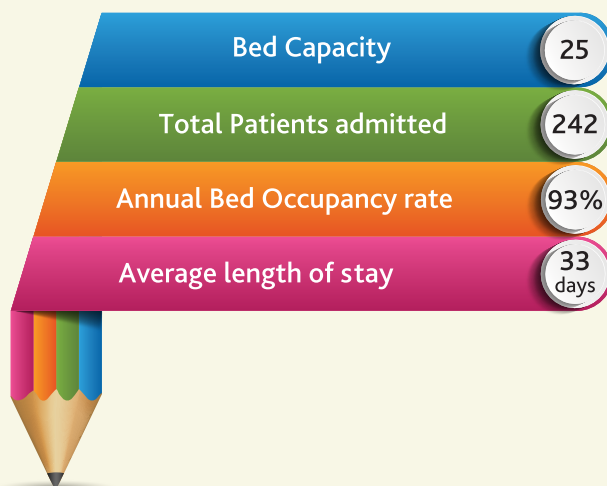 Bed Capacity 25
Total Patients admitted 242
Annual Bed Occupancy rate 93%
Average length of stay 33 days